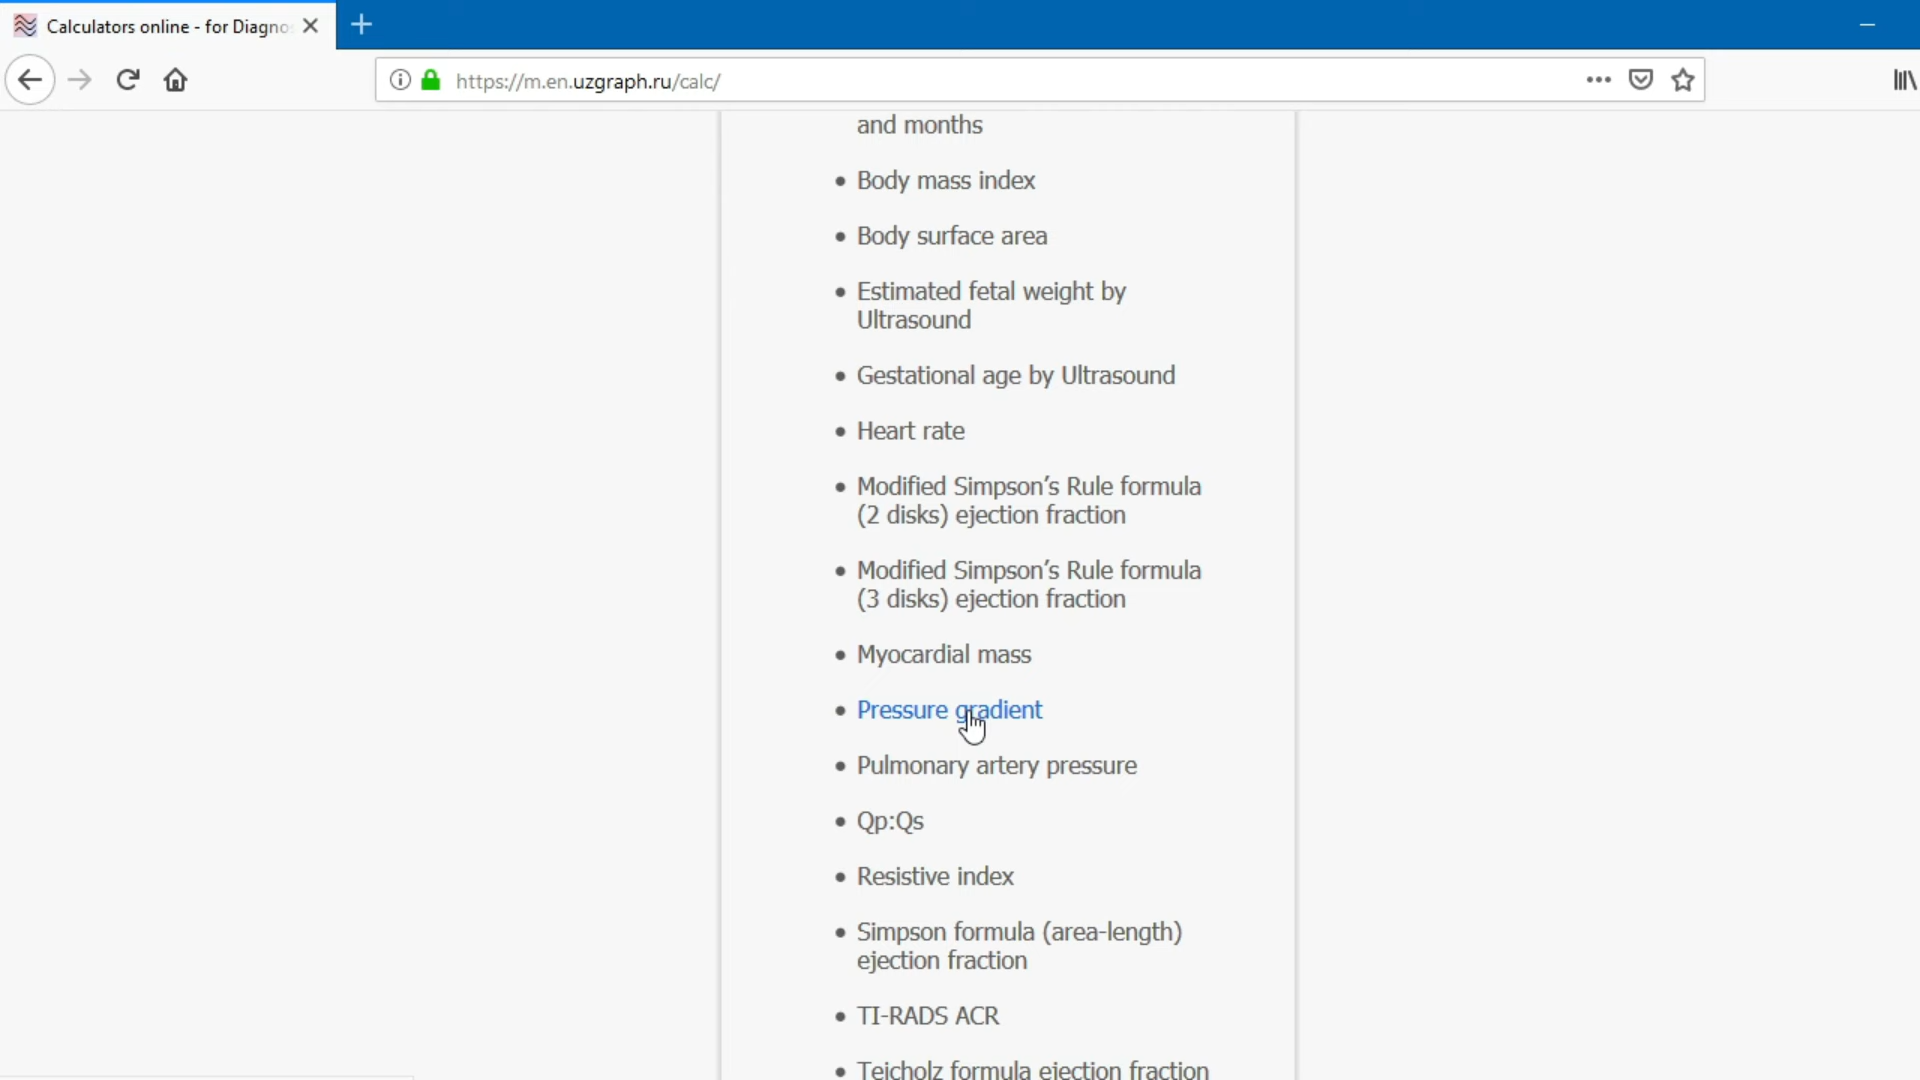 Calculators online - for Diagno
https://m.en.uzgraph.ru/calc/
and months
• Body mass index
• Body surface area
• Estimated fetal weight by
Ultrasound
• Gestational age by Ultrasound
• Heart rate
• Modified Simpson's Rule formula
(2 disks) ejection fraction
• Modified Simpson's Rule formula
(3 disks) ejection fraction
• Myocardial mass
• Pressure gradient
• Pulmonary artery pressure
• Qp:Qs
• Resistive index
• Simpson formula (area-length)
ejection fraction
• TI-RADS ACR
• Teicholz formula ejection fraction